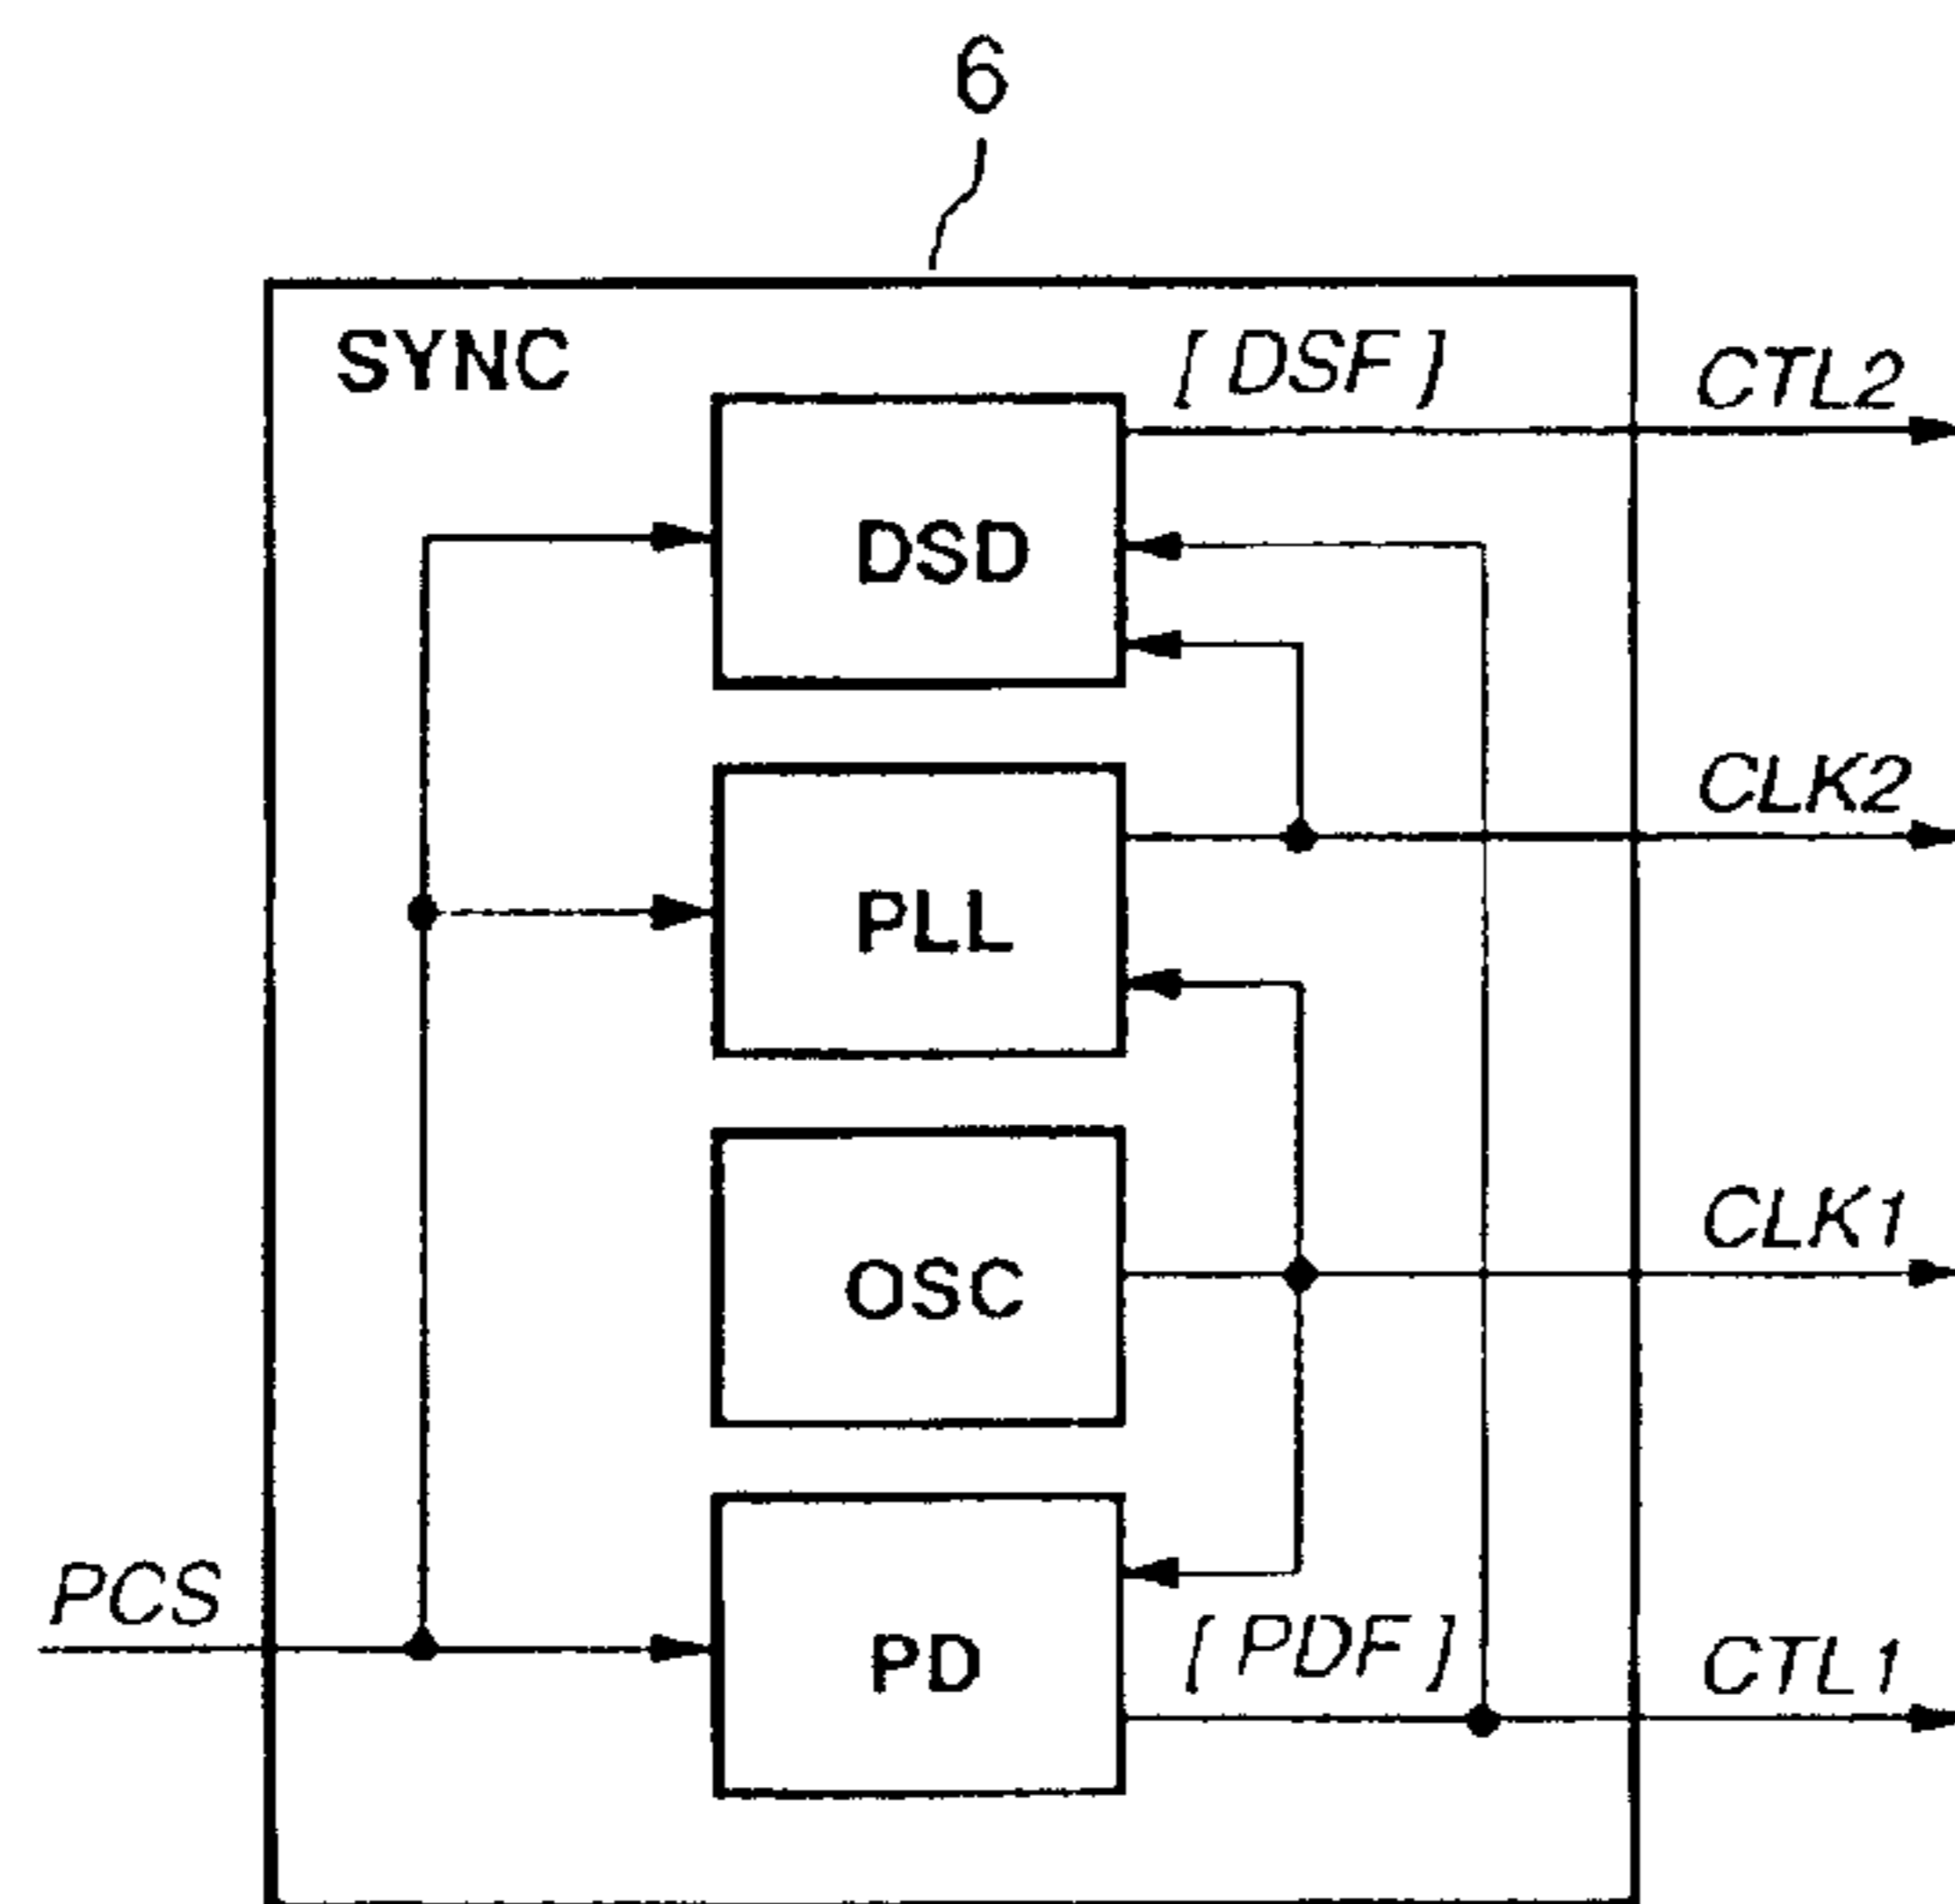 6
SYNC
[DSF]
CTL2
DSD
CLK2
PLL
CLK1
OSC
PCS
PD
[PDF]
CTL1